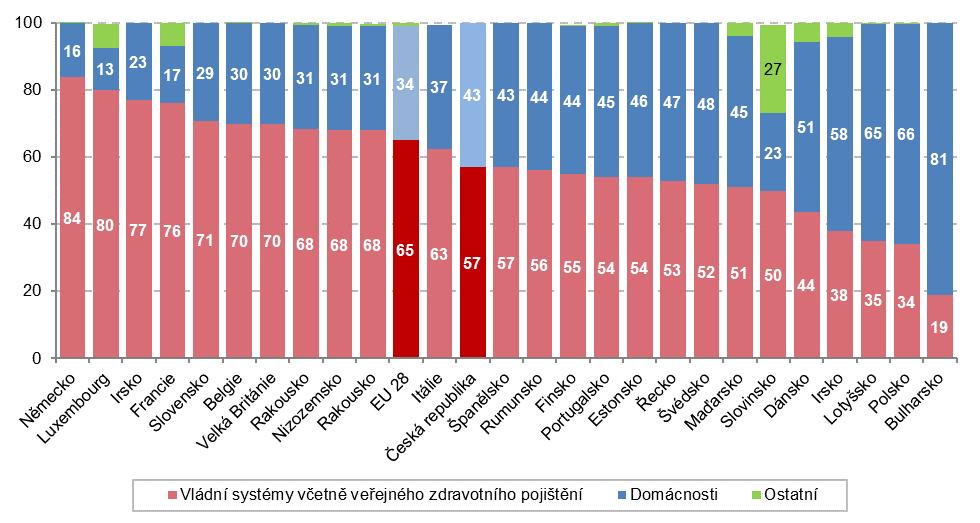 100
80
60
40
20
0
16 13 23 17 29 30 30 31 31 31 34 37 43 43 44 44 45 46 47 48 45 27 51 58 65 66 81
23
84 80 77 76 71 70 70 68 68 68 65 63 57 57 56 55 54 54 53 52 51 50 44 38 35 34 19
Německo
Luxembourg
Irsko
Francie
Slovensko
Belgie
Velká Británie
Rakousko
Nizozemsko
Rakousko
EU 28
Itálie
Česká republika
Španělsko
Rumunsko
Finsko
Portugalsko
Estonsko
Řecko
Švédsko
Maďarsko
Slovinsko
Dánsko
Irsko
Lotyšsko
Polsko
Bulharsko
Vládní systémy včetně veřejného zdravotního pojištění Domácnosti Ostatní